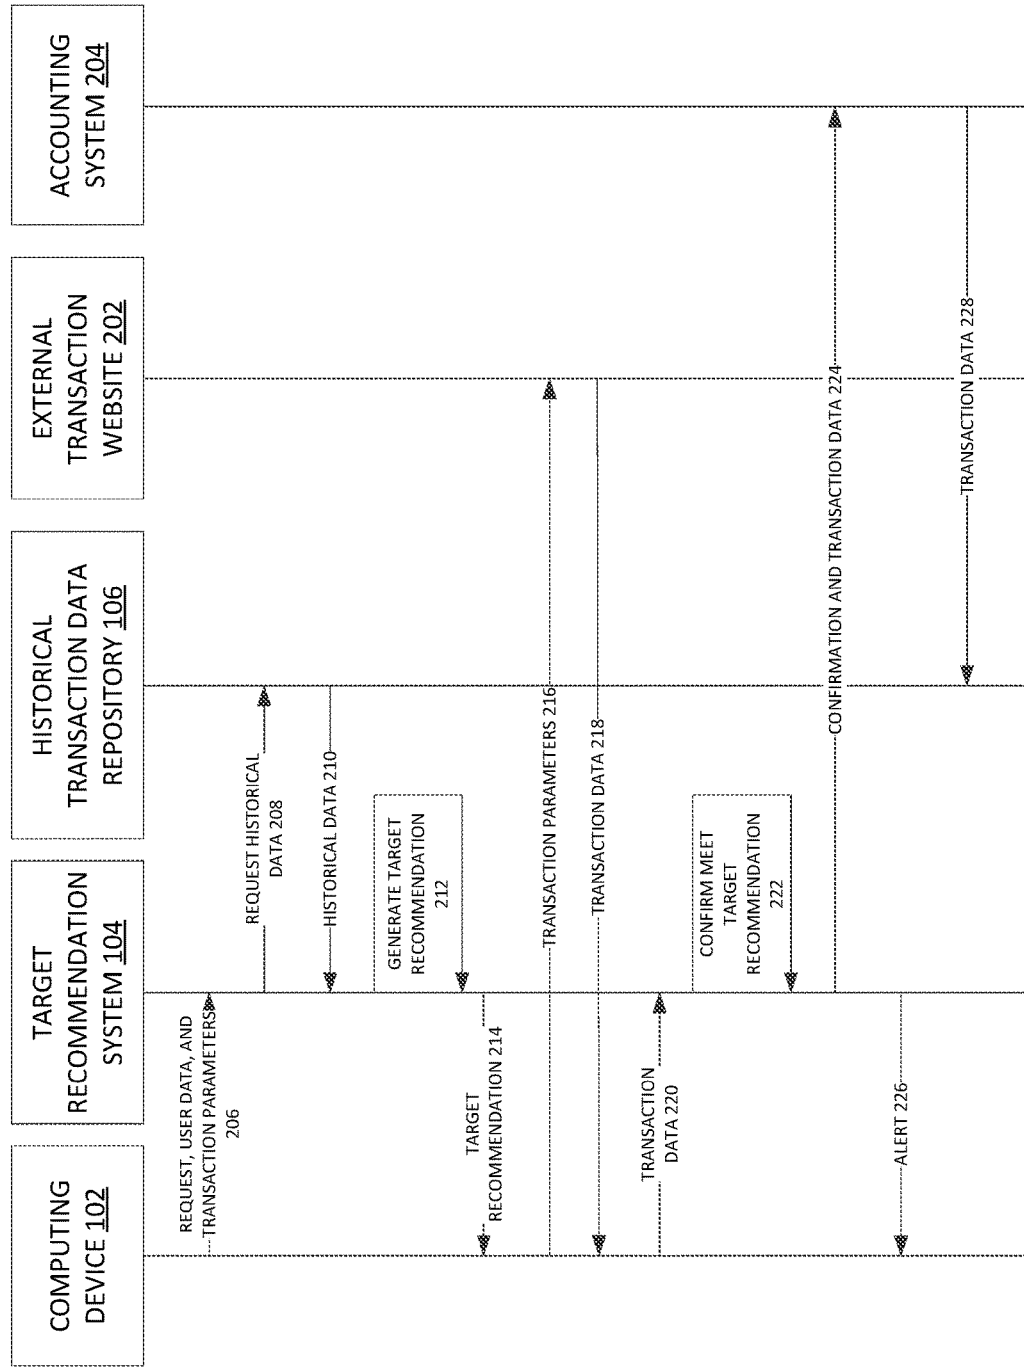 COMPUTING
DEVICE 102
TARGET
RECOMMENDATION
SYSTEM 104
HISTORICAL
TRANSACTION DATA
REPOSITORY 106
EXTERNAL
TRANSACTION
WEBSITE 202
ACCOUNTING
SYSTEM 204
REQUEST, USER DATA, AND
TRANSACTION PARAMETERS
206
REQUEST HISTORICAL
DATA 208
HISTORICAL DATA 210
GENERATE TARGET
RECOMMENDATION
212
TARGET
RECOMMENDATION 214
TRANSACTION PARAMETERS 216
TRANSACTION DATA 218
TRANSACTION
DATA 220
CONFIRM MEET
TARGET
RECOMMENDATION
222
CONFIRMATION AND TRANSACTION DATA 224
ALERT 226
TRANSACTION DATA 228